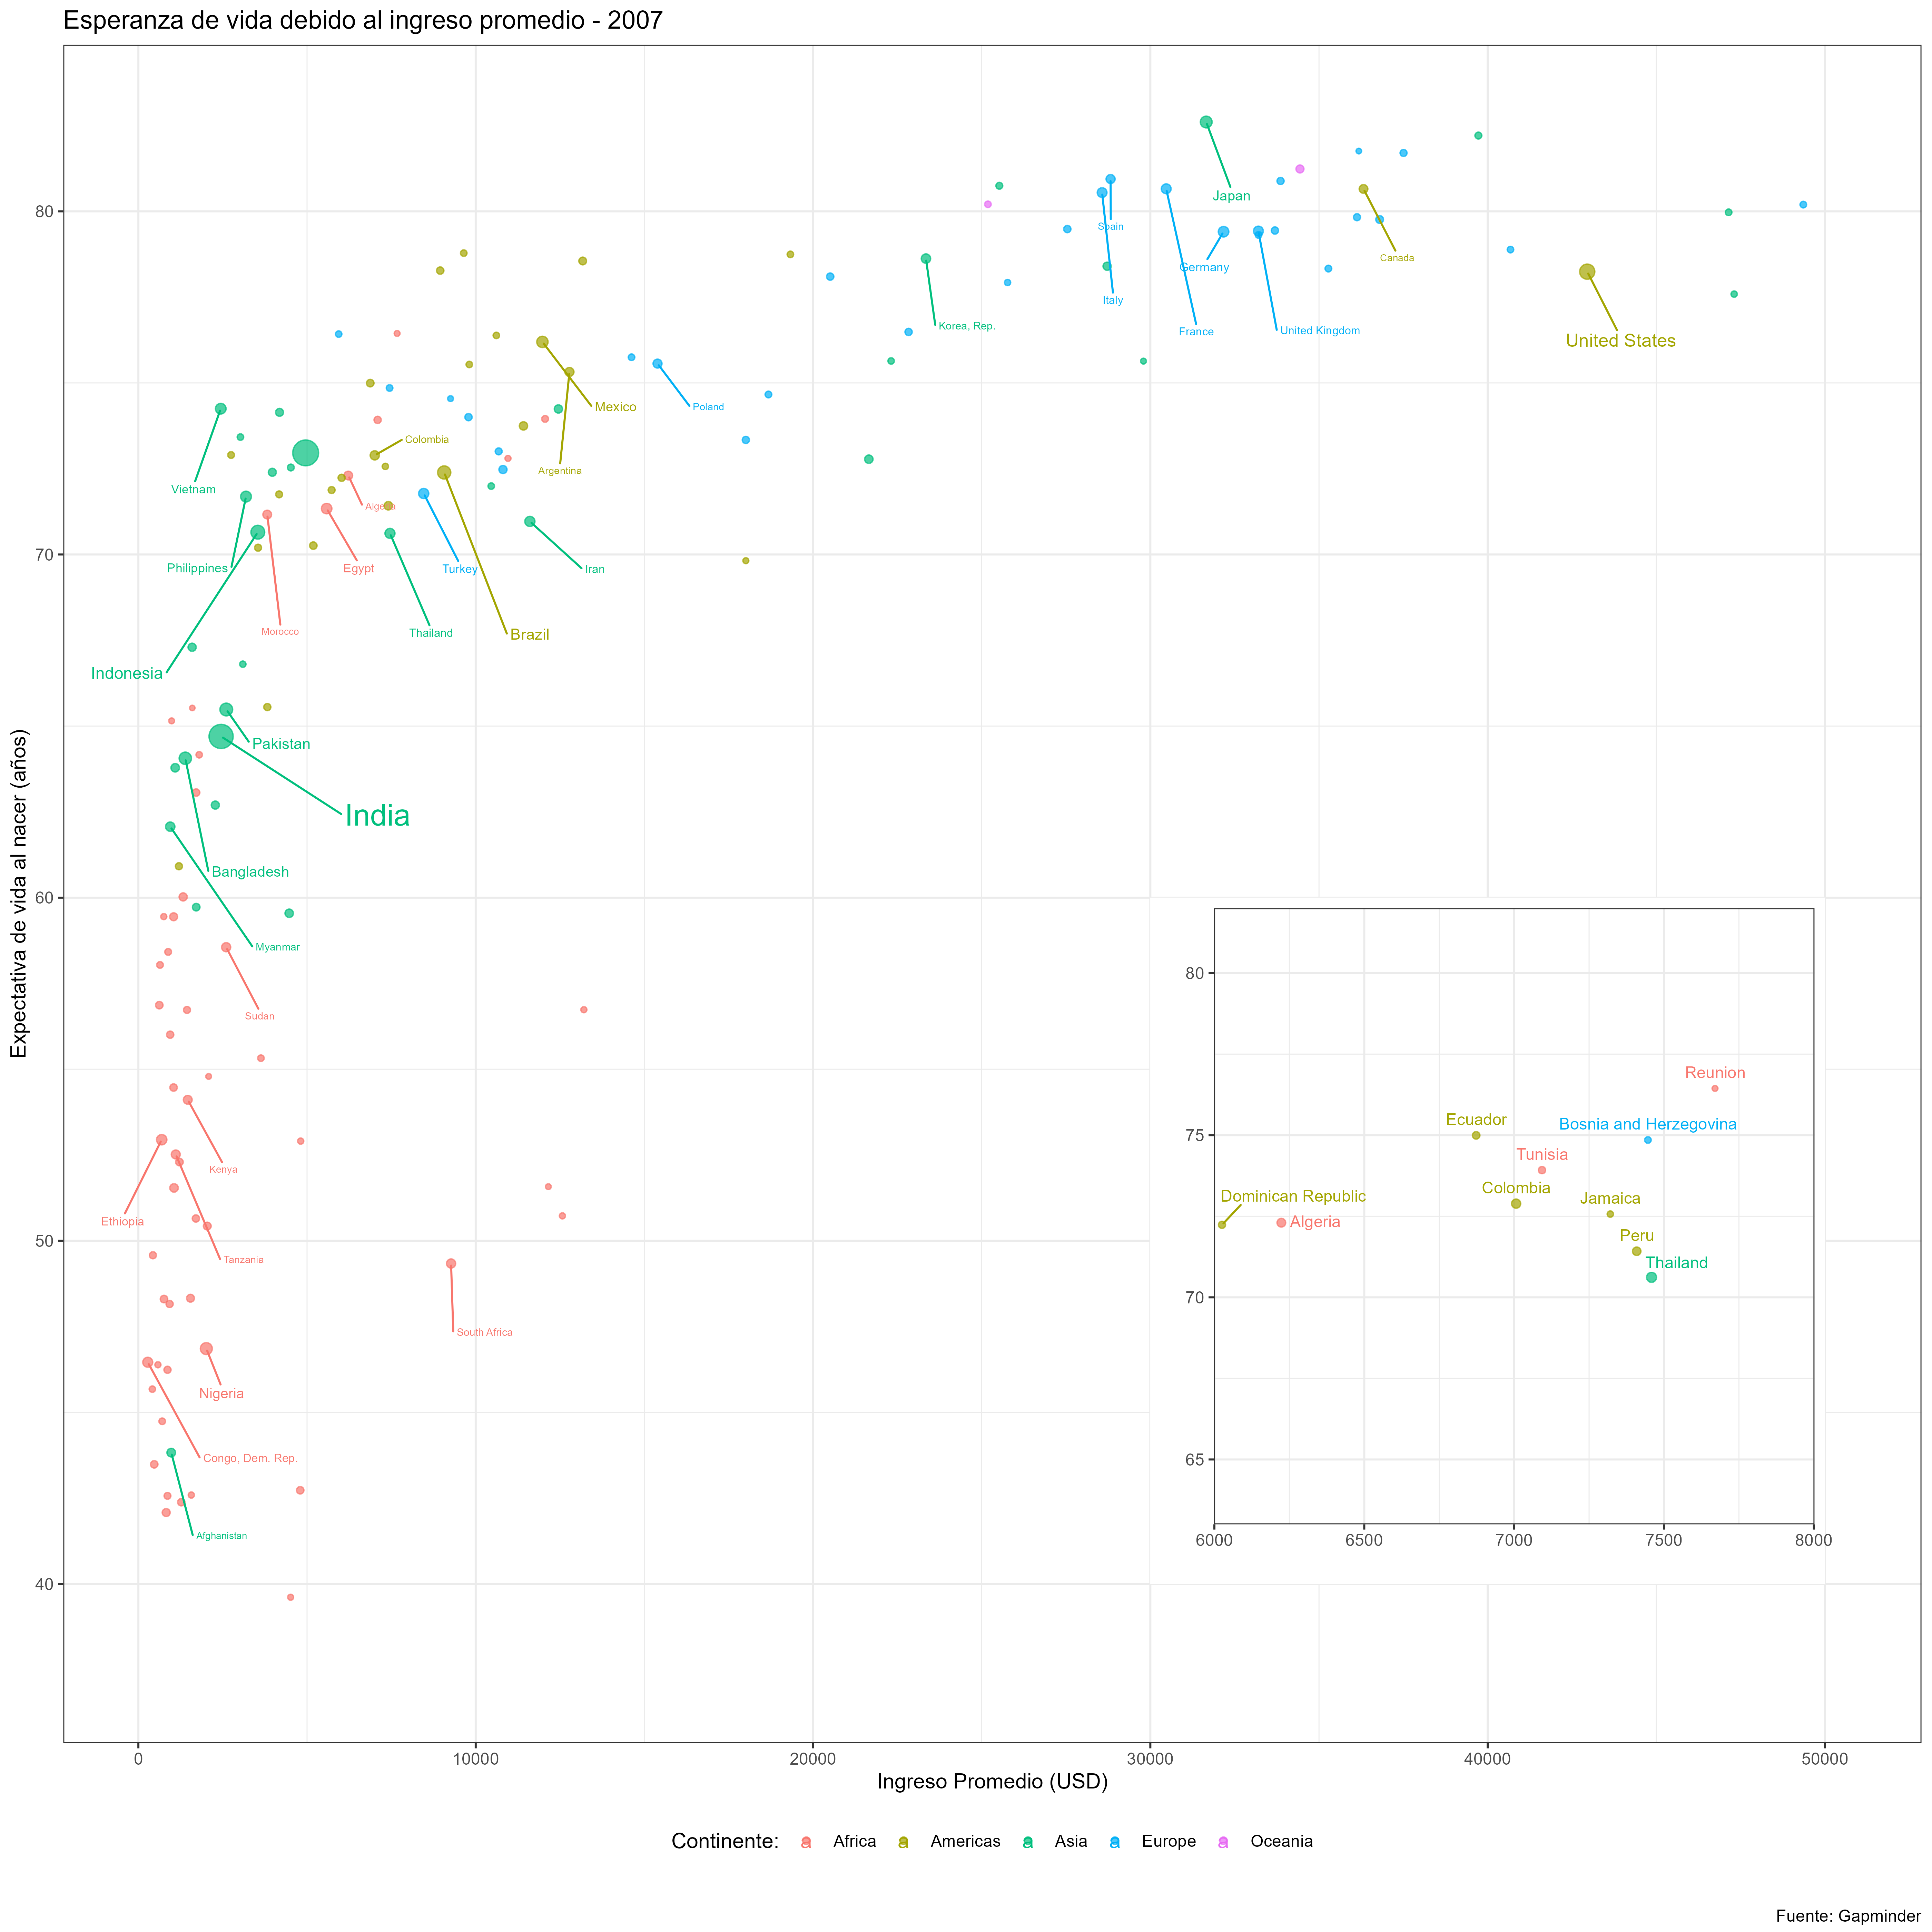 Esperanza de vida debido al ingreso promedio - 2007
Expectativa de vida al nacer (años)
80
70
60
50
40
Japan
Spain
Germany
Canada
Italy
Korea, Rep.
France
United Kingdom
United States
Mexico
Poland
Colombia
Argentina
Vietnam
Algeria
Philippines
Egypt
Turkey
Iran
Morocco
Thailand
Brazil
Indonesia
Pakistan
India
Bangladesh
Myanmar
Sudan
Kenya
Ethiopia
Tanzania
South Africa
Nigeria
Congo, Dem. Rep.
Afghanistan
80
75
70
65
Reunion
Ecuador
Bosnia and Herzegovina
Tunisia
Colombia
Dominican Republic
Jamaica
Algeria
Peru
Thailand
6000 6500 7000 7500 8000
0 10000 20000 30000 40000 50000
Ingreso Promedio (USD)
Continente: a Africa a Americas a Asia a Europe a Oceania
Fuente: Gapminder